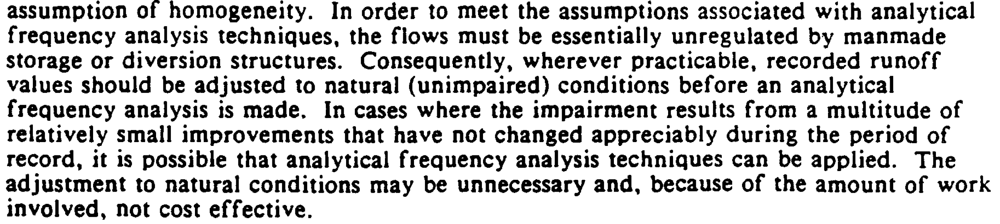 assumption of homogeneity. In order to meet the assumptions associated with analytical
frequency analysis techniques, the flows must be essentially unregulated by manmade
storage or diversion structures. Consequently, wherever practicable, recorded runoff
values should be adjusted to natural (unimpaired) conditions before an analytical
frequency analysis is made. In cases where the impairment results from a multitude of
relatively small improvements that have not changed appreciably during the period of
record, it is possible that analytical frequency analysis techniques can be applied. The
adjustment to natural conditions may be unnecessary and, because of the amount of work
involved, not cost effective.